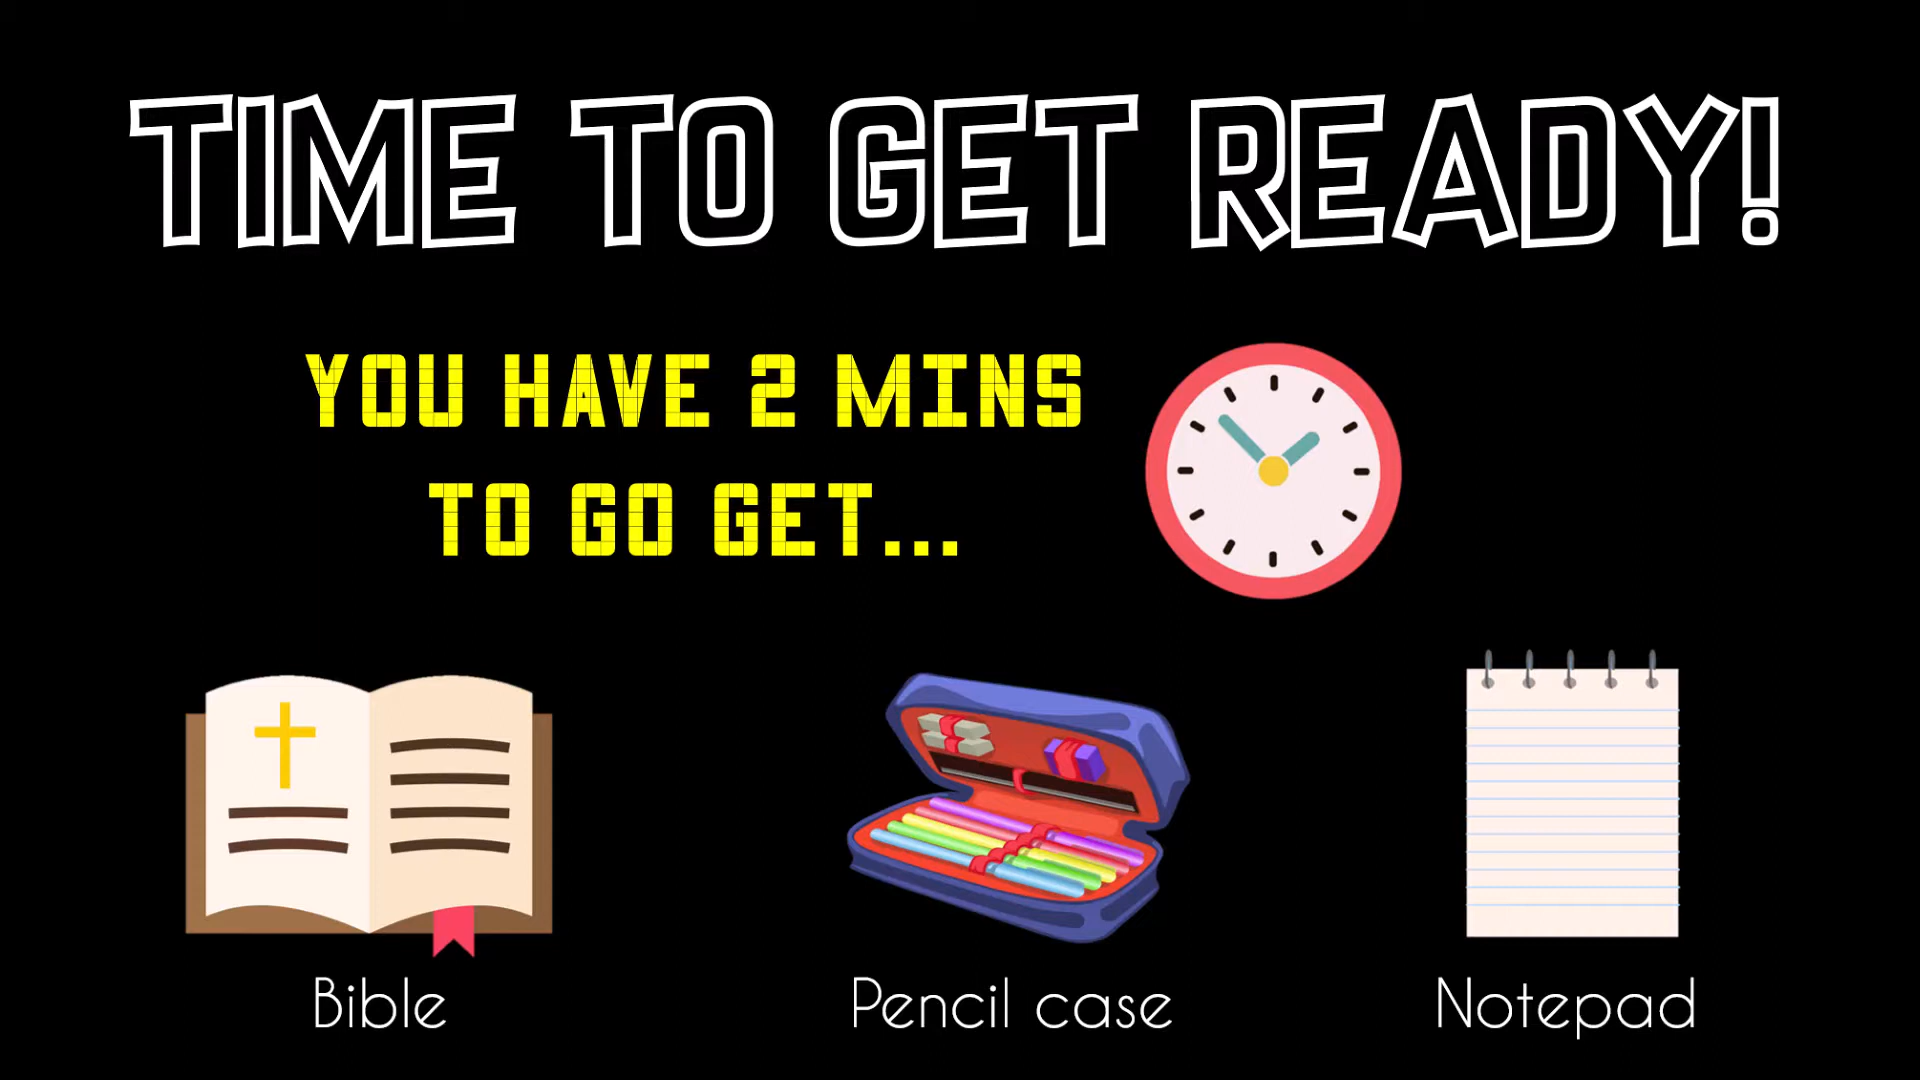 TIME TO GET READY!
YOU HAVE 2 MINS
TO GO GET...
Bible
Pencil case
Notepad